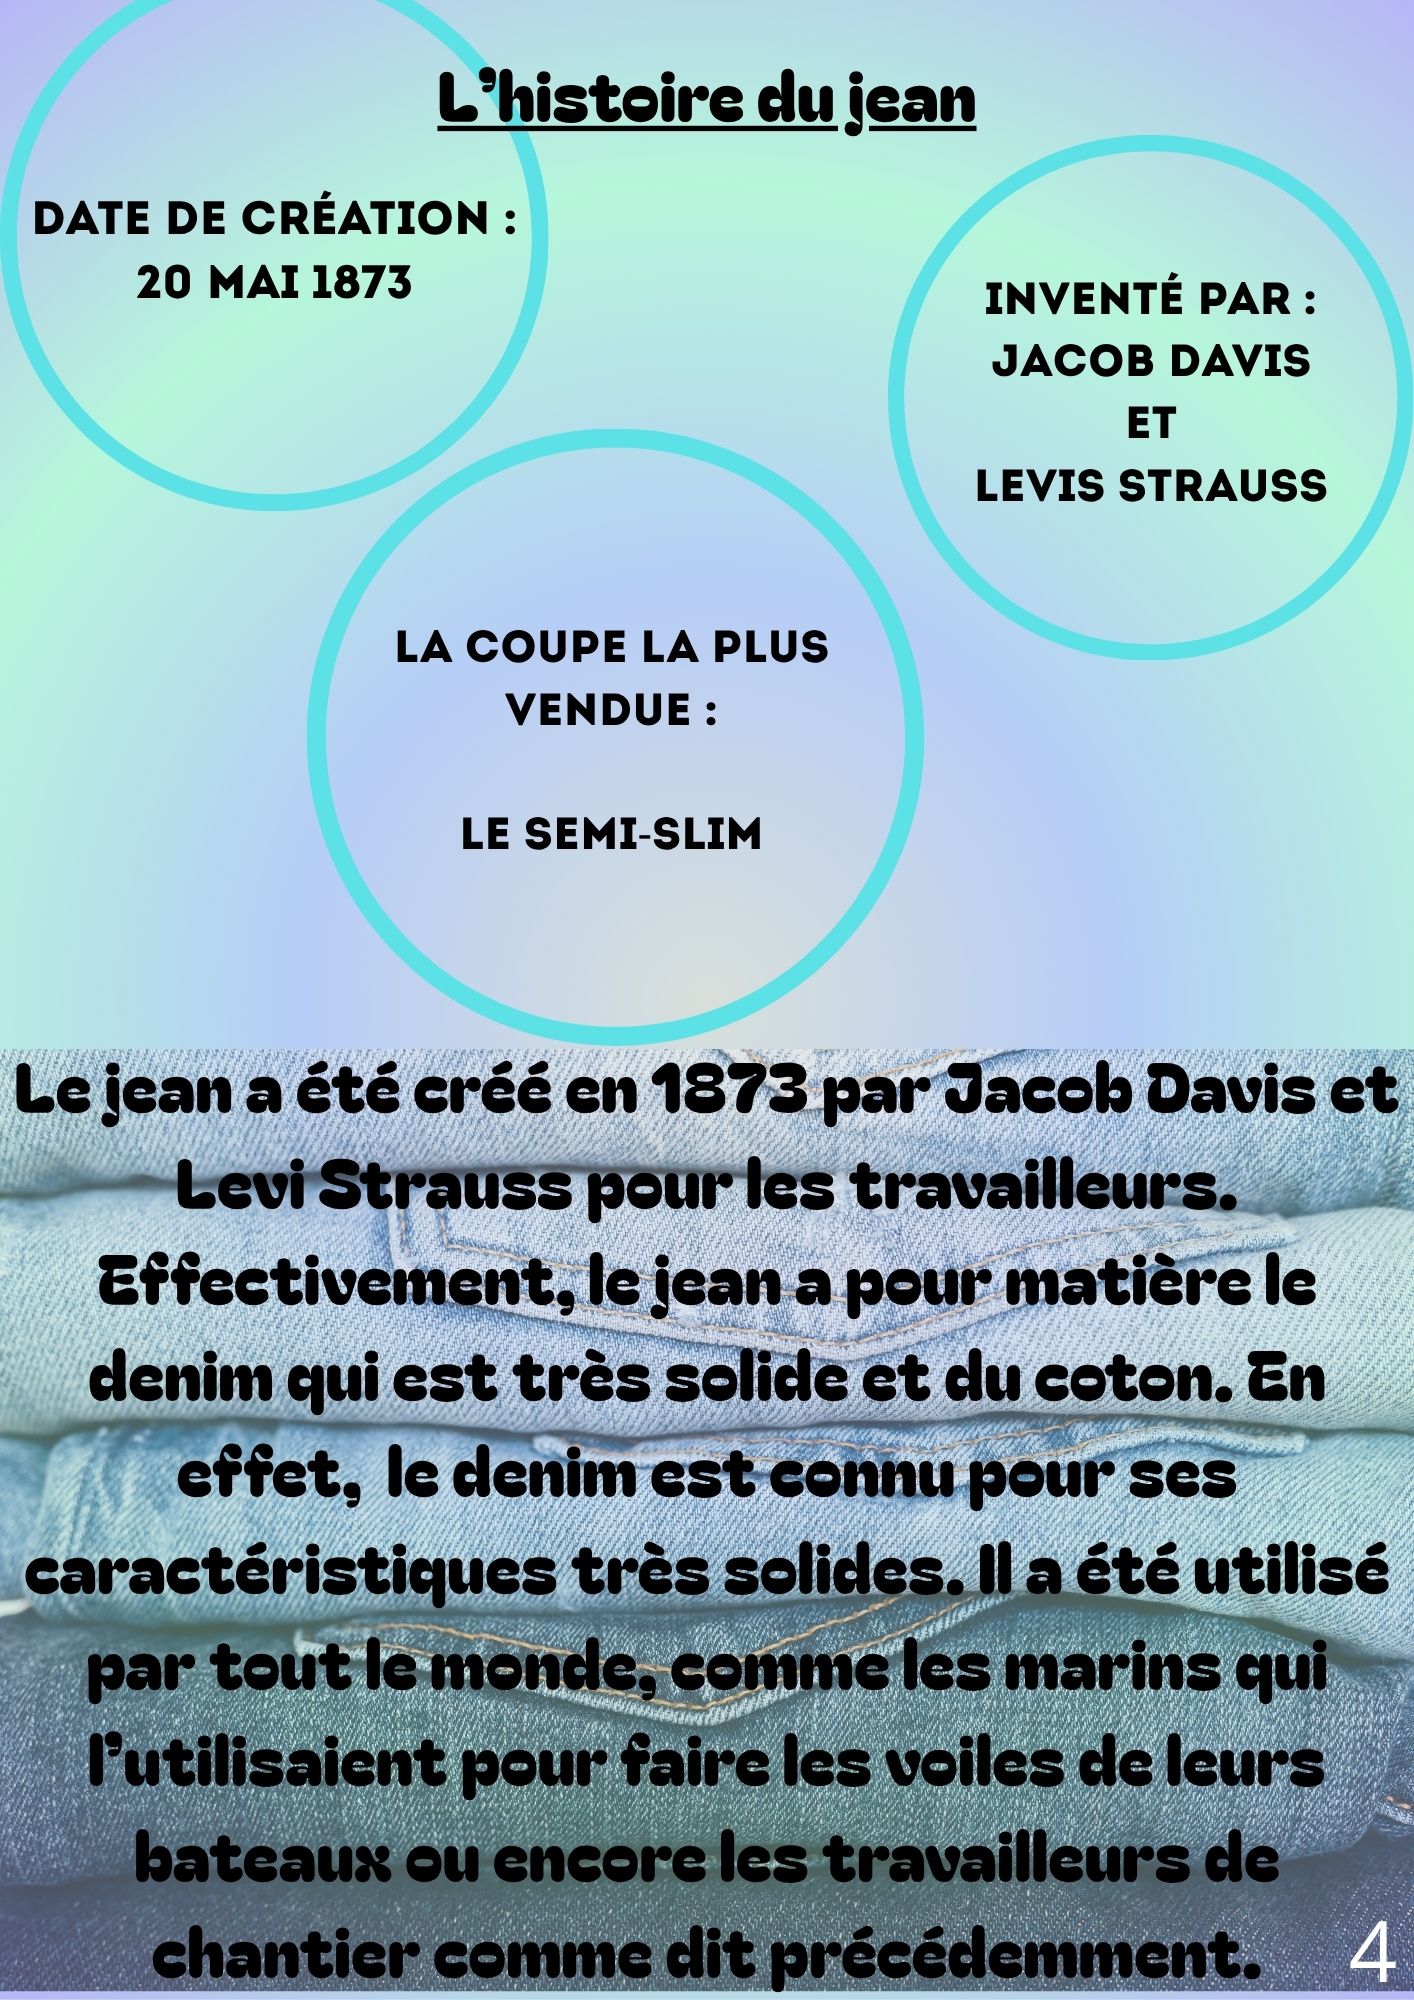 L'histoire du jean
DATE DE CRÉATION :
20 MAI 1873
INVENTÉ PAR :
JACOB DAVIS
ET
LEVIS STRAUSS
LA COUPE LA PLUS
VENDUE :
LE SEMI-SLIM
Le jean a été créé en 1873 par Jacob Davis et
Levi Strauss pour les travailleurs.
Effectivement, le jean a pour matière le
denim qui est très solide et du coton. En
effet, le denim est connu pour ses
caractéristiques très solides. Il a été utilisé
par tout le monde, comme les marins qui
l'utilisaient pour faire les voiles de leurs
bateaux ou encore les travailleurs de
chantier comme dit précédemment.
4